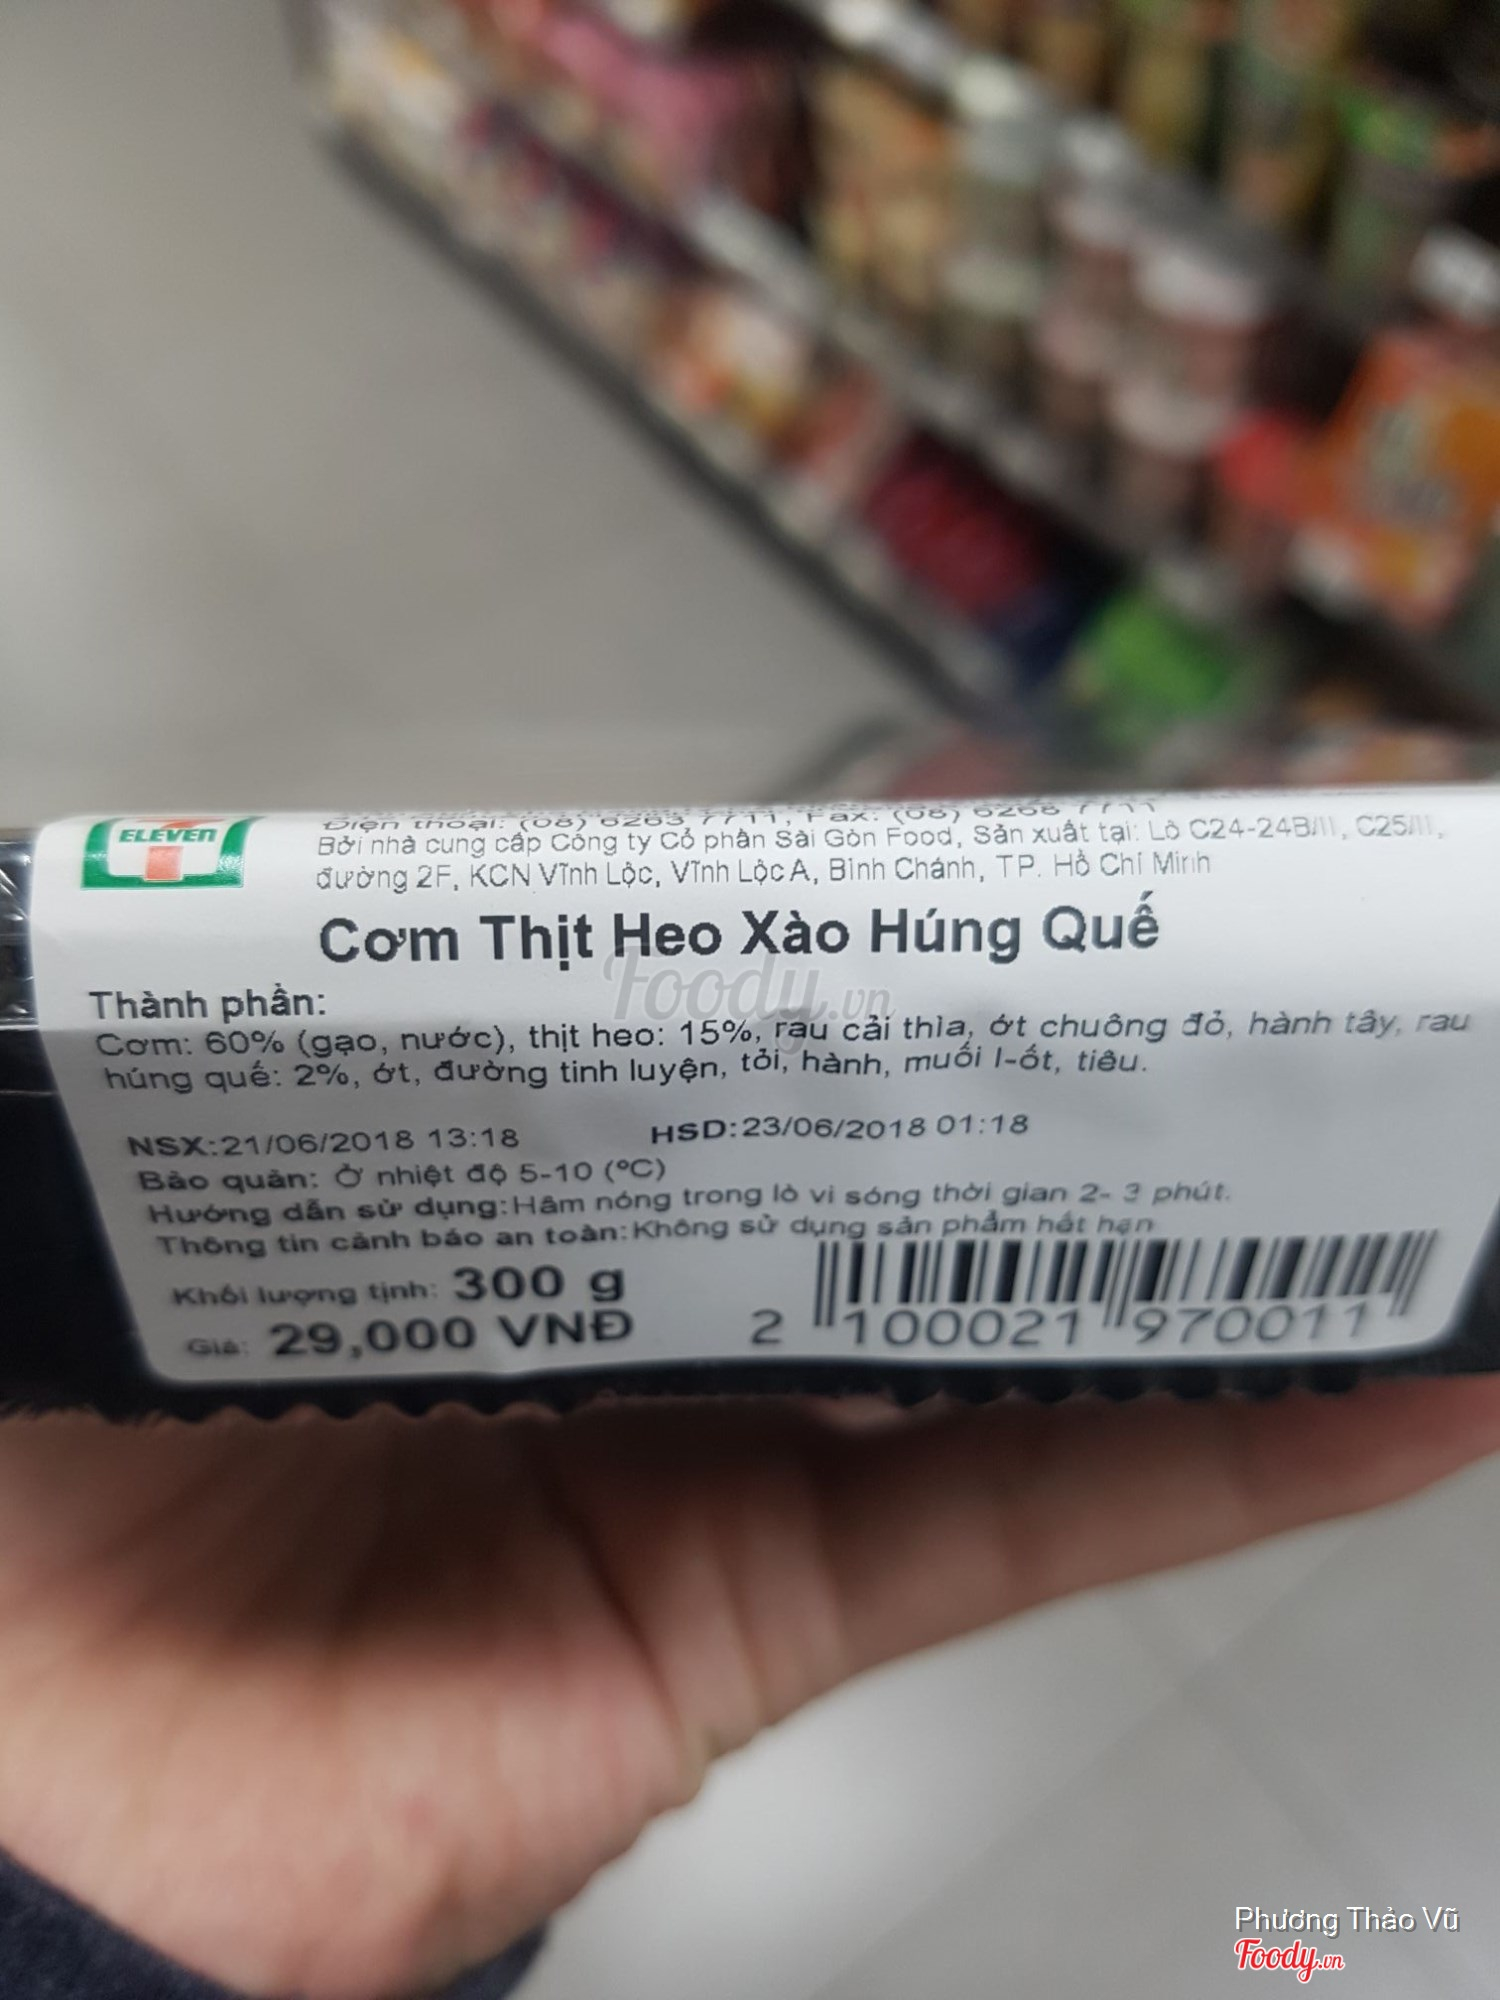 ELEVEN
Điện thoại: (08) 6263 7711, Fax: (08) 6268 7711
Bởi nhà cung cấp Công ty Cổ phần Sài Gòn Food, Sản xuất tại: Lô C24-24B/II, C25/II,
đường 2F, KCN Vĩnh Lộc, Vĩnh Lộc A, Bình Chánh, TP. Hồ Chí Minh
Cơm Thịt Heo Xào Húng Quế
Foody.vn
Thành phần:
Cơm: 60% (gạo, nước), thịt heo: 15%, rau cải thìa, ớt chuông đỏ, hành tây, rau
húng quế: 2%, ớt, đường tinh luyện, tỏi, hành, muối I-ốt, tiêu.
NSX:21/06/2018 13:18 HSD:23/06/2018 01:18
Bảo quản: Ở nhiệt độ 5-10 (°C)
Hướng dẫn sử dụng:Hâm nóng trong lò vi sóng thời gian 2- 3 phút.
Thông tin cảnh báo an toàn:Không sử dụng sản phẩm hết hạn
Khối lượng tịnh: 300 g
Giá: 29,000 VNĐ
2 100021 970011
Phương Thảo Vũ
Foody.vn